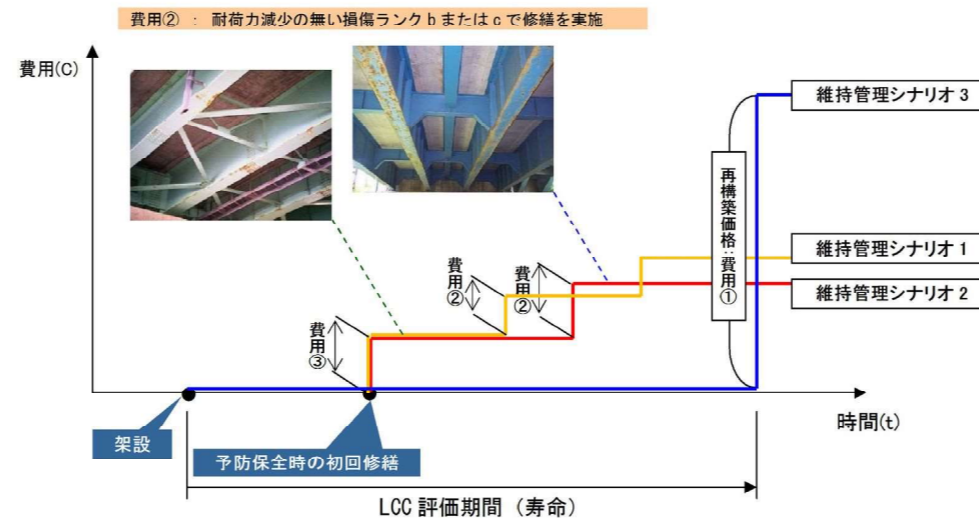 費用② : 耐荷力減少の無い損傷ランクbまたはcで修繕を実施
費用(C)
維持管理シナリオ3
再構築価格:費用①
維持管理シナリオ1
維持管理シナリオ2
費用②
費用②
費用③
時間(t)
架設
予防保全時の初回修繕
LCC 評価期間（寿命）